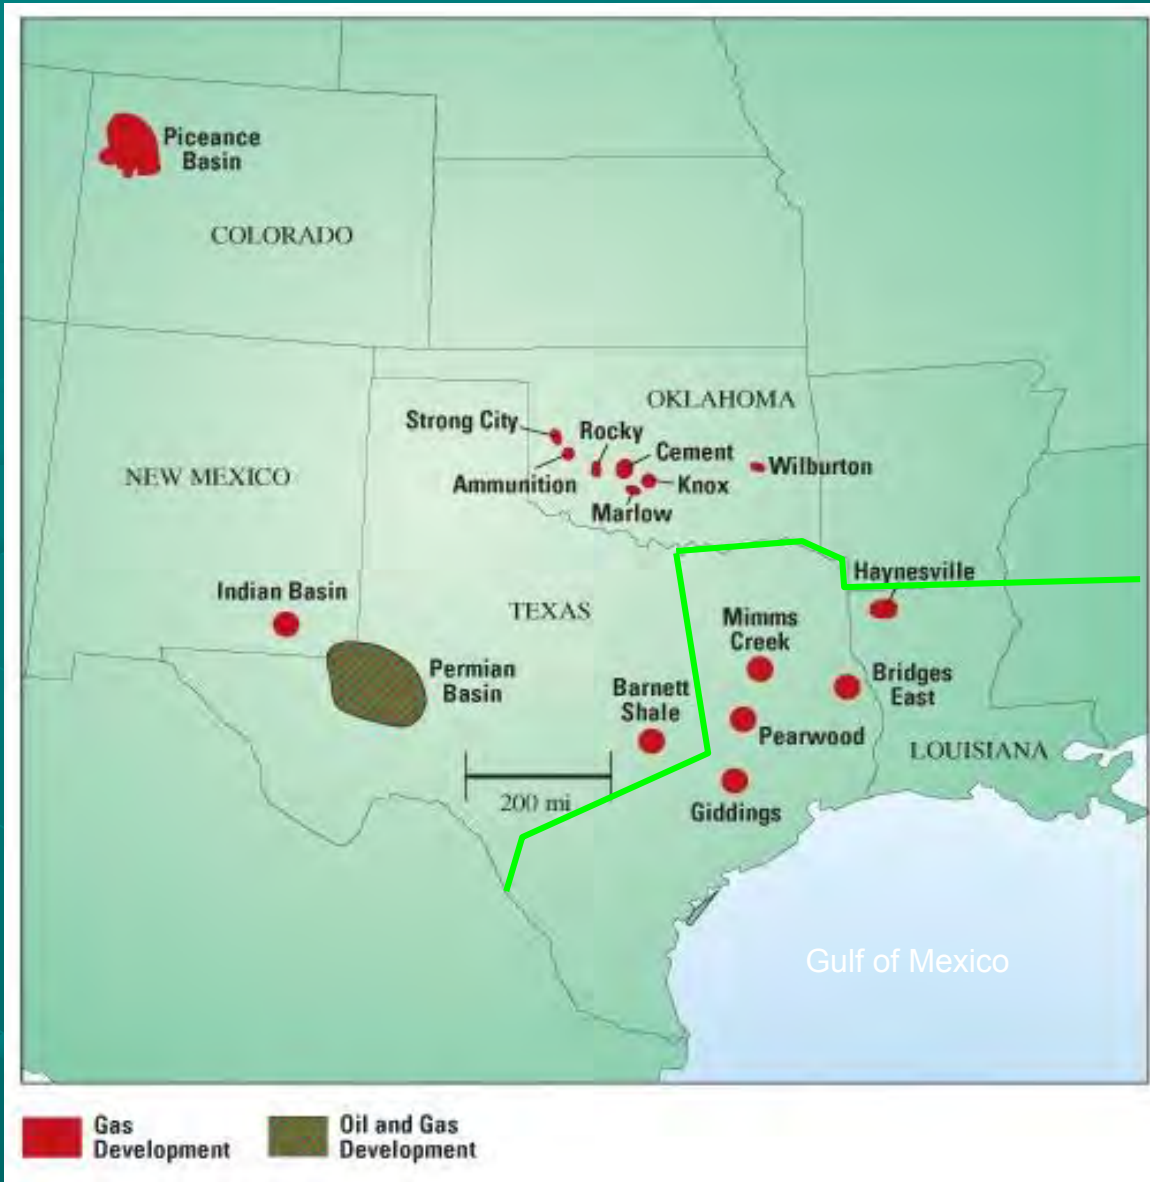 Piceance
Basin
COLORADO
OKLAHOMA
Strong City
Rocky
Cement
Wilburton
NEW MEXICO
Ammunition
Knox
Marlow
Haynesville
Indian Basin
TEXAS
Mimms
Creek
Permian
Basin
Barnett
Shale
Bridges
East
Pearwood
LOUISIANA
200 mi
Giddings
Gulf of Mexico
Gas
Development
Oil and Gas
Development